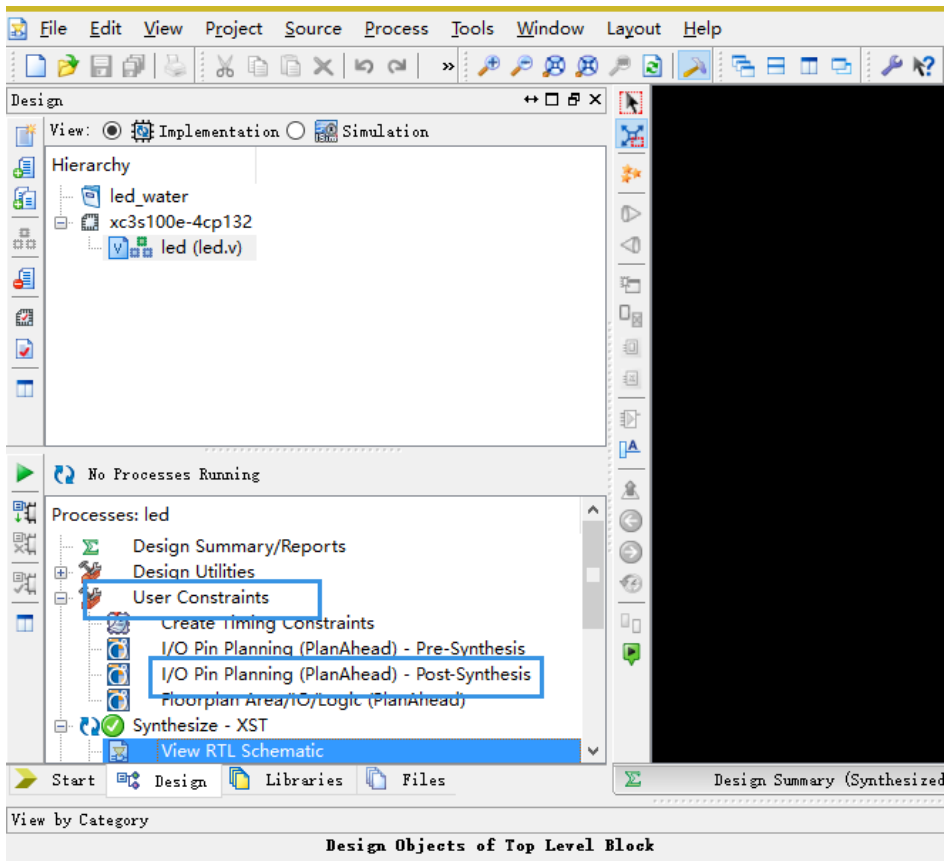 File Edit View Project Source Process Tools Window Layout Help
»
Design
View: Implementation Simulation
Hierarchy
led_water
xc3s100e-4cp132
led (led.v)
No Processes Running
Processes: led
Design Summary/Reports
Design Utilities
User Constraints
Create Timing Constraints
I/O Pin Planning (PlanAhead) - Pre-Synthesis
I/O Pin Planning (PlanAhead) - Post-Synthesis
Floorplan Area/IO/Logic (PlanAhead)
Synthesize - XST
View RTL Schematic
Start Design Libraries Files
Design Summary (Synthesized
View by Category
Design Objects of Top Level Block